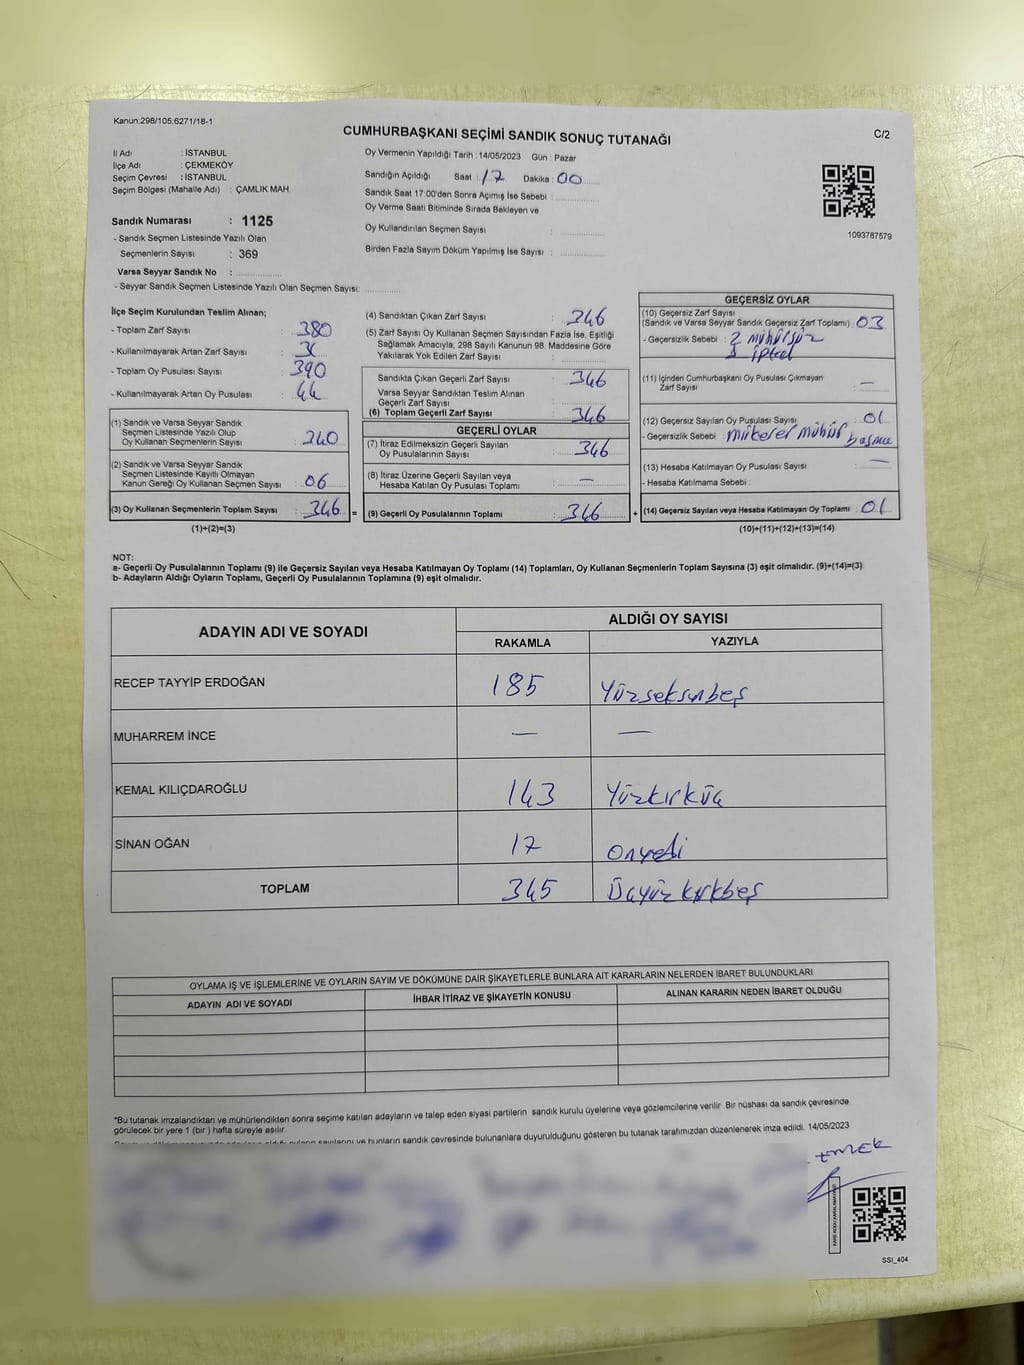 Kanun:298/105;6271/18-1
CUMHURBAŞKANI SEÇİMİ SANDIK SONUÇ TUTANAĞI
C/2
İl Adı : İSTANBUL
İlçe Adı : ÇEKMEKÖY
Seçim Çevresi : İSTANBUL
Seçim Bölgesi (Mahalle Adı) : ÇAMLIK MAH.
Sandık Numarası : 1125
- Sandık Seçmen Listesinde Yazılı Olan
Seçmenlerin Sayısı : 369
Varsa Seyyar Sandık No :
- Seyyar Sandık Seçmen Listesinde Yazılı Olan Seçmen Sayısı:
Oy Vermenin Yapıldığı Tarih :14/05/2023 Gün : Pazar
Sandığın Açıldığı Saat : 17 Dakika : 00
Sandık Saat 17:00'den Sonra Açımış İse Sebebi :
Oy Verme Saati Bitiminde Sırada Bekleyen ve
Oy Kullandırılan Seçmen Sayısı :
Birden Fazla Sayım Döküm Yapılmış İse Sayısı :
1093787579
İlçe Seçim Kurulundan Teslim Alınan;
- Toplam Zarf Sayısı : 380
- Kullanılmayarak Artan Zarf Sayısı :
- Toplam Oy Pusulası Sayısı : 390
- Kullanılmayarak Artan Oy Pusulası : 44
(1) Sandık ve Varsa Seyyar Sandık
Seçmen Listesinde Yazılı Olup
Oy Kullanan Seçmenlerin Sayısı : 340
(2) Sandık ve Varsa Seyyar Sandık
Seçmen Listesinde Kayıtlı Olmayan
Kanun Gereği Oy Kullanan Seçmen Sayısı : 06
(3) Oy Kullanan Seçmenlerin Toplam Sayısı : 346 =
(1)+(2)=(3)
(4) Sandıktan Çıkan Zarf Sayısı : 346
(5) Zarf Sayısı Oy Kullanan Seçmen Sayısından Fazla İse, Eşitliği
Sağlamak Amacıyla, 298 Sayılı Kanunun 98. Maddesine Göre
Yakılarak Yok Edilen Zarf Sayısı :
Sandıkta Çıkan Geçerli Zarf Sayısı : 346
Varsa Seyyar Sandıktan Teslim Alınan
Geçerli Zarf Sayısı :
(6) Toplam Geçerli Zarf Sayısı : 346
GEÇERLİ OYLAR
(7) İtiraz Edilmeksizin Geçerli Sayılan
Oy Pusulalarının Sayısı : 346
(8) İtiraz Üzerine Geçerli Sayılan veya
Hesaba Katılan Oy Pusulası Toplamı : —
(9) Geçerli Oy Pusulalarının Toplamı : 346 +
GEÇERSİZ OYLAR
(10) Geçersiz Zarf Sayısı
(Sandık ve Varsa Seyyar Sandık Geçersiz Zarf Toplamı) : 03
- Geçersizlik Sebebi : 2 mühürsüz
iptal
(11) İçinden Cumhurbaşkanı Oy Pusulası Çıkmayan
Zarf Sayısı : —
(12) Geçersiz Sayılan Oy Pusulası Sayısı : 01
- Geçersizlik Sebebi : mükerer mühür basma
(13) Hesaba Katılmayan Oy Pusulası Sayısı : —
- Hesaba Katılmama Sebebi :
(14) Geçersiz Sayılan veya Hesaba Katılmayan Oy Toplamı : 01
(10)+(11)+(12)+(13)=(14)
NOT:
a- Geçerli Oy Pusulalarının Toplamı (9) ile Geçersiz Sayılan veya Hesaba Katılmayan Oy Toplamı (14) Toplamları, Oy Kullanan Seçmenlerin Toplam Sayısına (3) eşit olmalıdır. (9)+(14)=(3)
b- Adayların Aldığı Oyların Toplamı, Geçerli Oy Pusulalarının Toplamına (9) eşit olmalıdır.
ADAYIN ADI VE SOYADI
ALDIĞI OY SAYISI
RAKAMLA YAZIYLA
RECEP TAYYİP ERDOĞAN 185 Yüzseksenbeş
MUHARREM İNCE — —
KEMAL KILIÇDAROĞLU 143 Yüzkırküç
SİNAN OĞAN 17 Onyedi
TOPLAM 345 Üçyüzkırkbeş
OYLAMA İŞ VE İŞLEMLERİNE VE OYLARIN SAYIM VE DÖKÜMÜNE DAİR ŞİKAYETLERLE BUNLARA AİT KARARLARIN NELERDEN İBARET BULUNDUKLARI
ADAYIN ADI VE SOYADI İHBAR İTİRAZ VE ŞİKAYETİN KONUSU ALINAN KARARIN NEDEN İBARET OLDUĞU
*Bu tutanak imzalandıktan ve mühürlendikten sonra seçime katılan adayların ve talep eden siyasi partilerin sandık kurulu üyelerine veya gözlemcilerine verilir. Bir nüshası da sandık çevresinde
görülecek bir yere 1 (bir) hafta süreyle asılır.
sayılarını ve bunların sandık çevresinde bulunanlara duyurulduğunu gösteren bu tutanak tarafımızdan düzenlenerek imza edildi. 14/05/2023
SSI_404